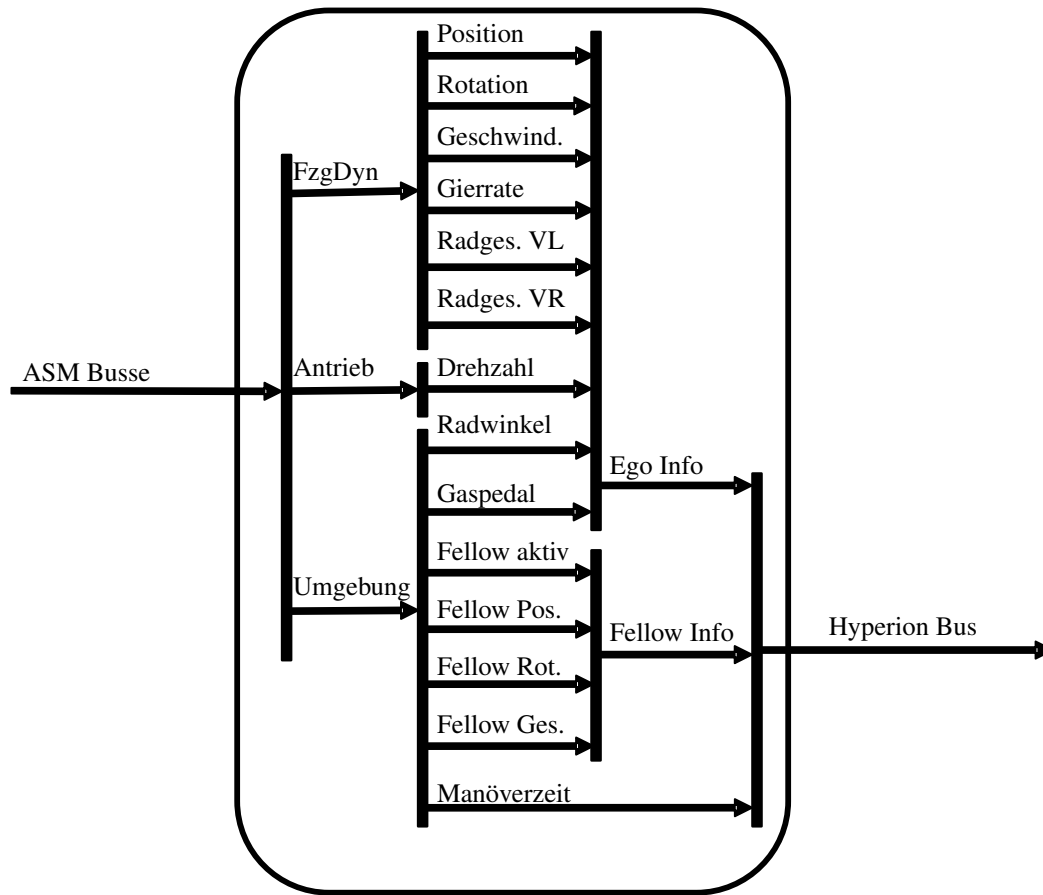 Position
Rotation
Geschwind.
FzgDyn
Gierrate
Radges. VL
Radges. VR
ASM Busse
Antrieb
Drehzahl
Radwinkel
Ego Info
Gaspedal
Fellow aktiv
Umgebung
Fellow Pos.
Fellow Info
Hyperion Bus
Fellow Rot.
Fellow Ges.
Manöverzeit